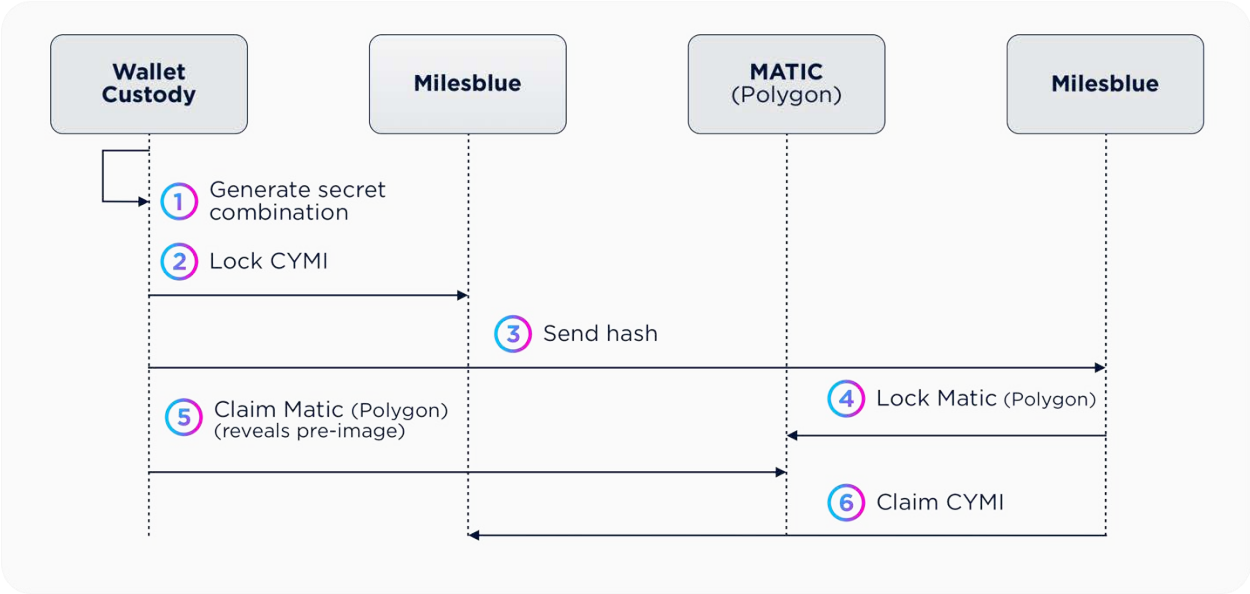 Wallet
Custody
Milesblue
MATIC
(Polygon)
Milesblue
1 Generate secret
combination
2 Lock CYMI
3 Send hash
4 Lock Matic (Polygon)
5 Claim Matic (Polygon)
(reveals pre-image)
6 Claim CYMI